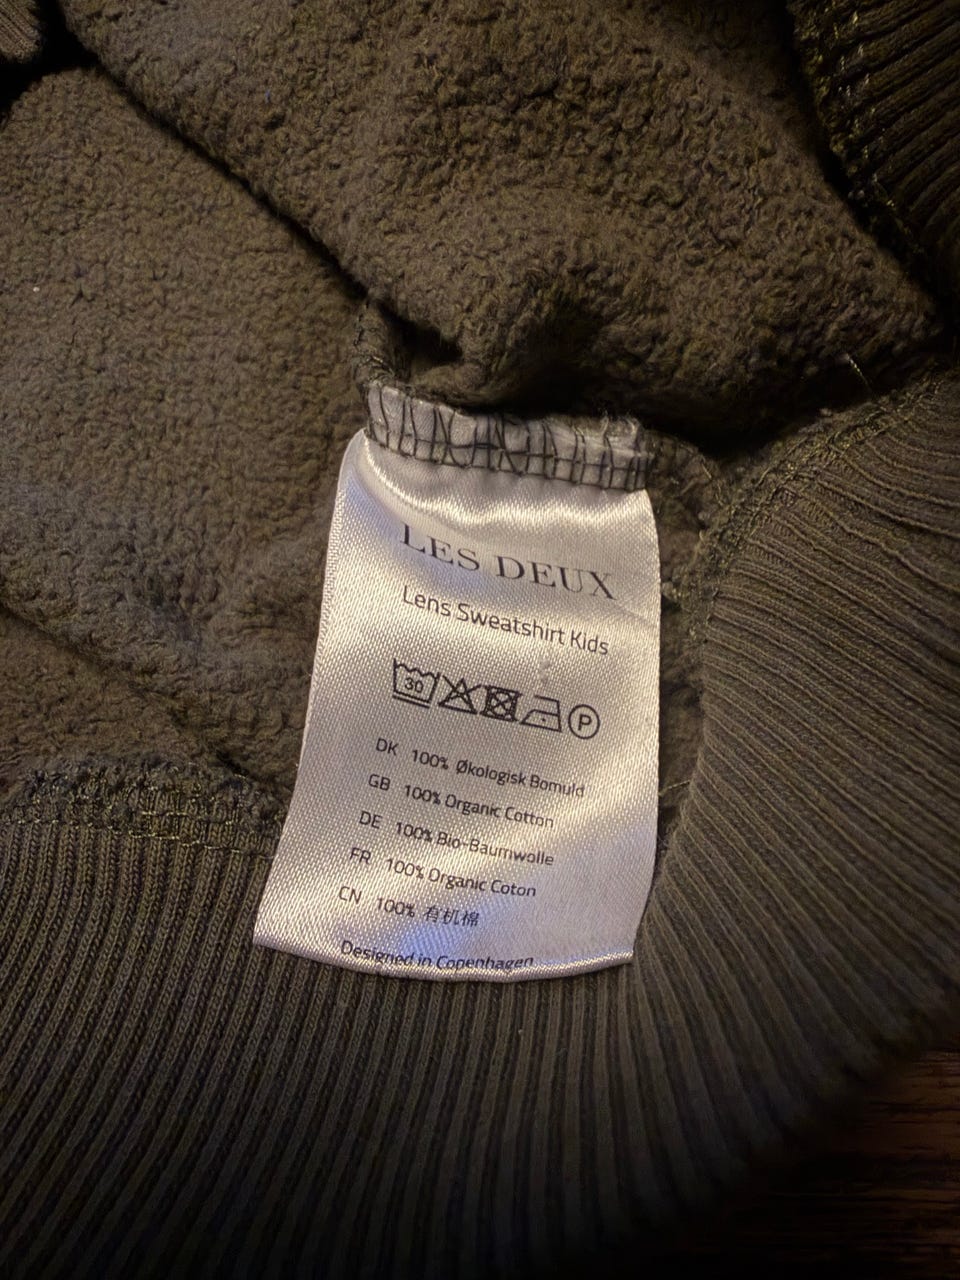 LES DEUX
Lens Sweatshirt Kids
30 P
DK 100% Økologisk Bomuld
GB 100% Organic Cotton
DE 100% Bio-Baumwolle
FR 100% Organic Coton
CN 100% 有机棉
Designed in Copenhagen